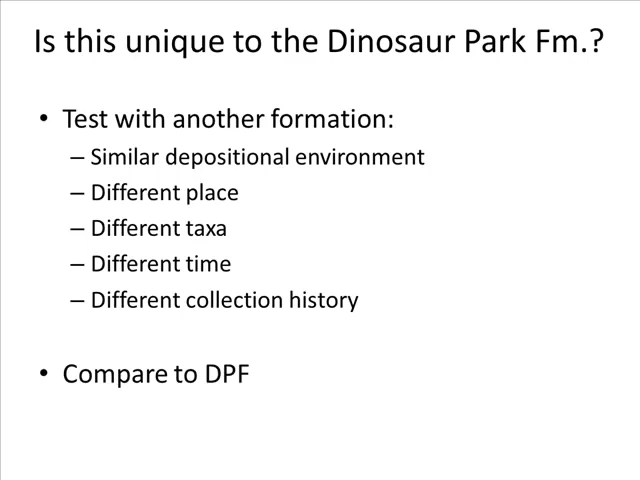 Is this unique to the Dinosaur Park Fm.?
• Test with another formation:
– Similar depositional environment
– Different place
– Different taxa
– Different time
– Different collection history
• Compare to DPF